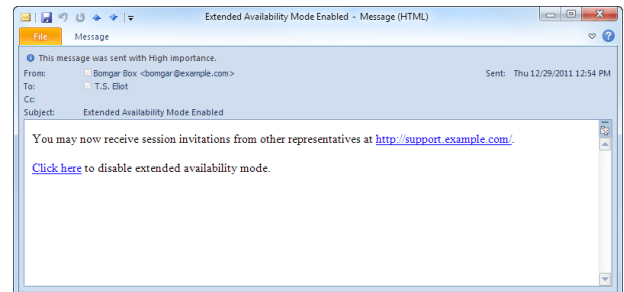 Extended Availability Mode Enabled - Message (HTML)
File Message
This message was sent with High importance.
From: Bomgar Box <bomgar@example.com> Sent: Thu 12/29/2011 12:54 PM
To: T.S. Eliot
Cc:
Subject: Extended Availability Mode Enabled
You may now receive session invitations from other representatives at http://support.example.com/.
Click here to disable extended availability mode.